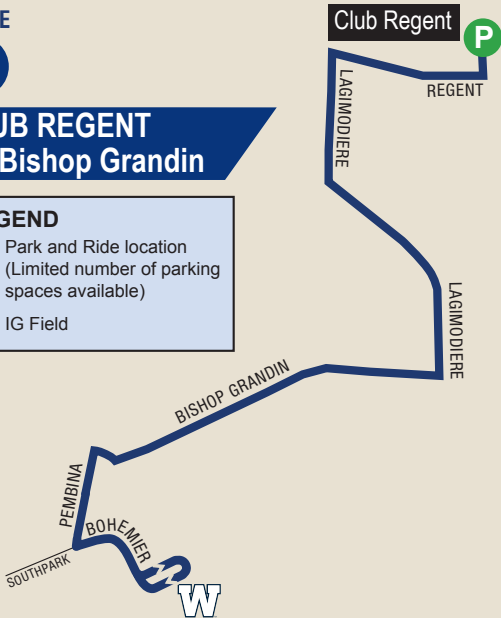 E
Club Regent
P
REGENT
LAGIMODIERE
UB REGENT
Bishop Grandin
GEND
Park and Ride location
(Limited number of parking
spaces available)
IG Field
LAGIMODIERE
BISHOP GRANDIN
PEMBINA
BOHEMIER
SOUTHPARK
W